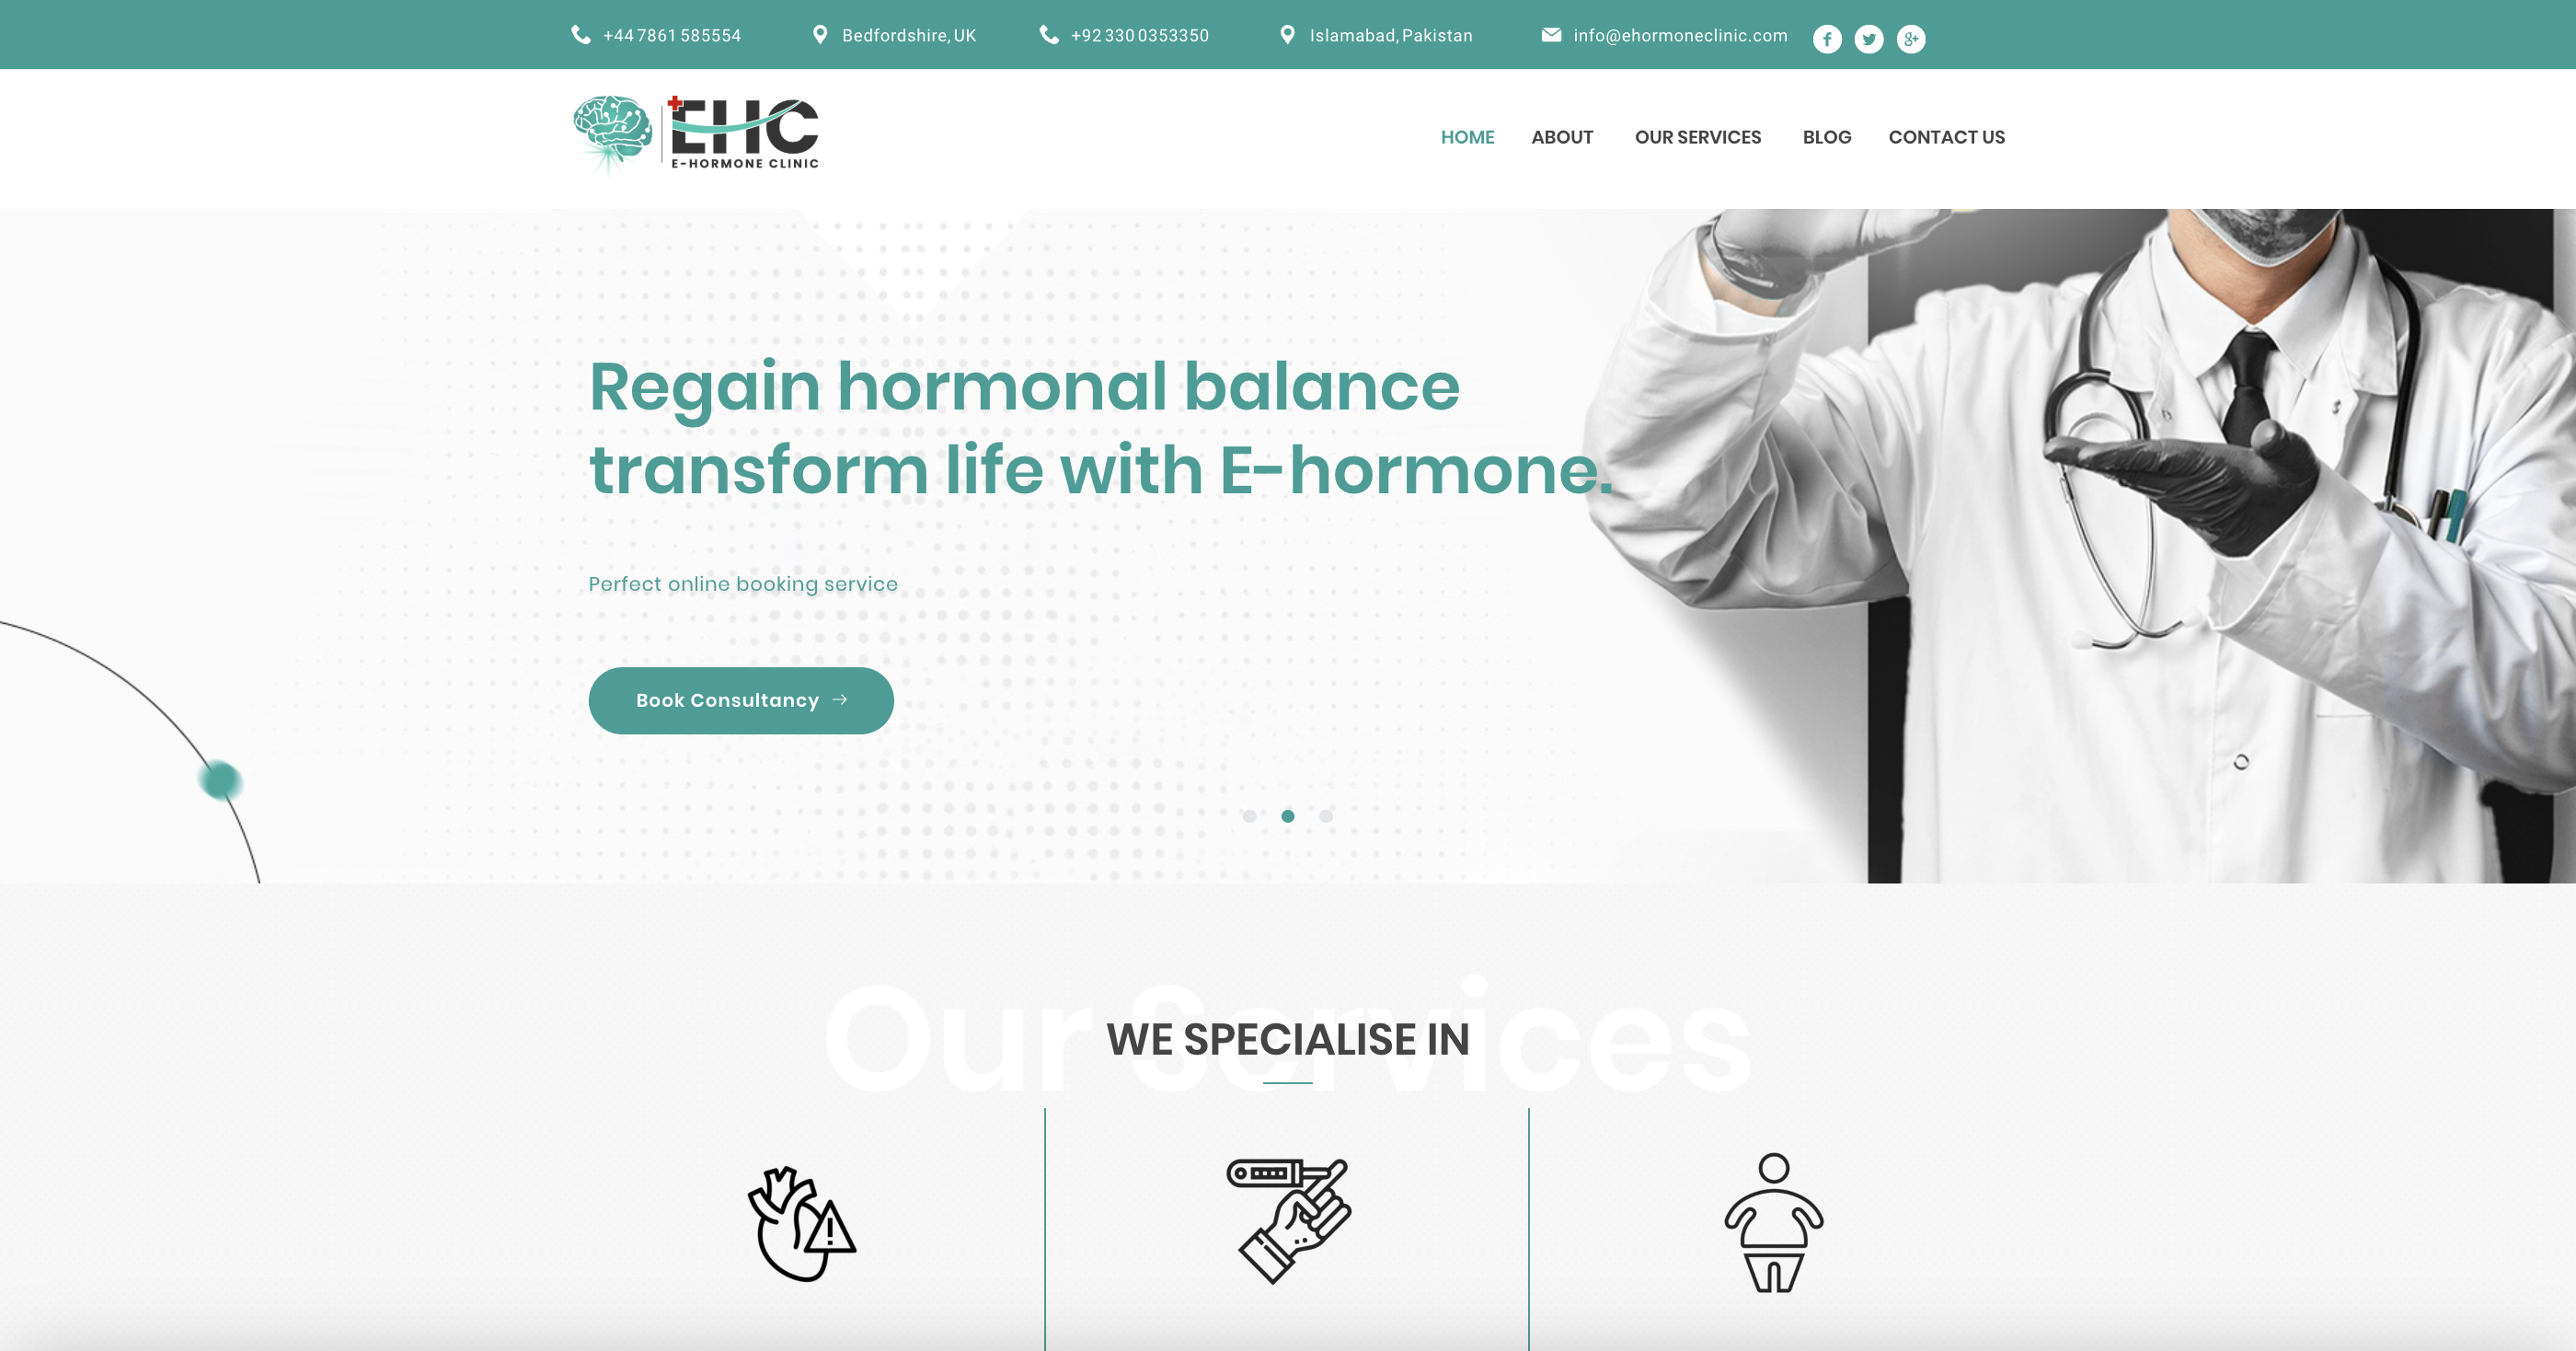 +44 7861 585554
Bedfordshire, UK
+92 330 0353350
Islamabad, Pakistan
info@ehormoneclinic.com
EHC
E-HORMONE CLINIC
HOME
ABOUT
OUR SERVICES
BLOG
CONTACT US
Regain hormonal balance
transform life with E-hormone.
Perfect online booking service
Book Consultancy
Our Services
WE SPECIALISE IN